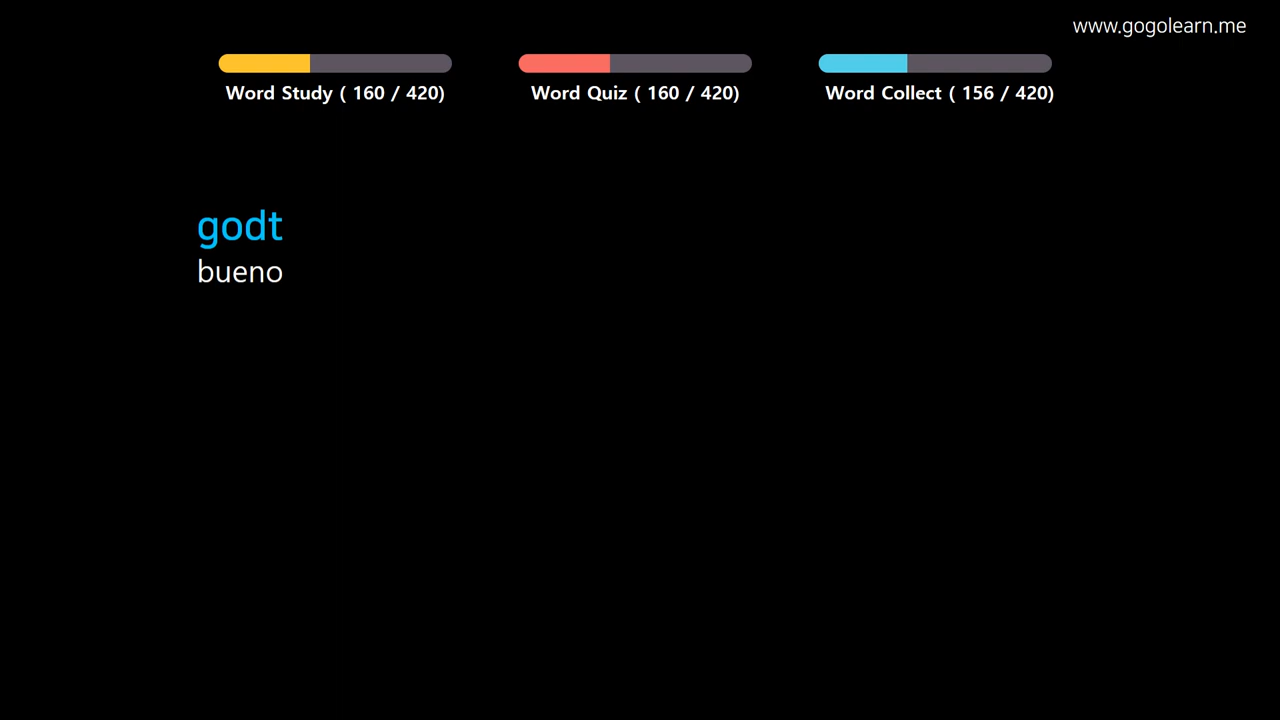 www.gogolearn.me
Word Study ( 160 / 420)
Word Quiz ( 160 / 420)
Word Collect ( 156 / 420)
godt
bueno